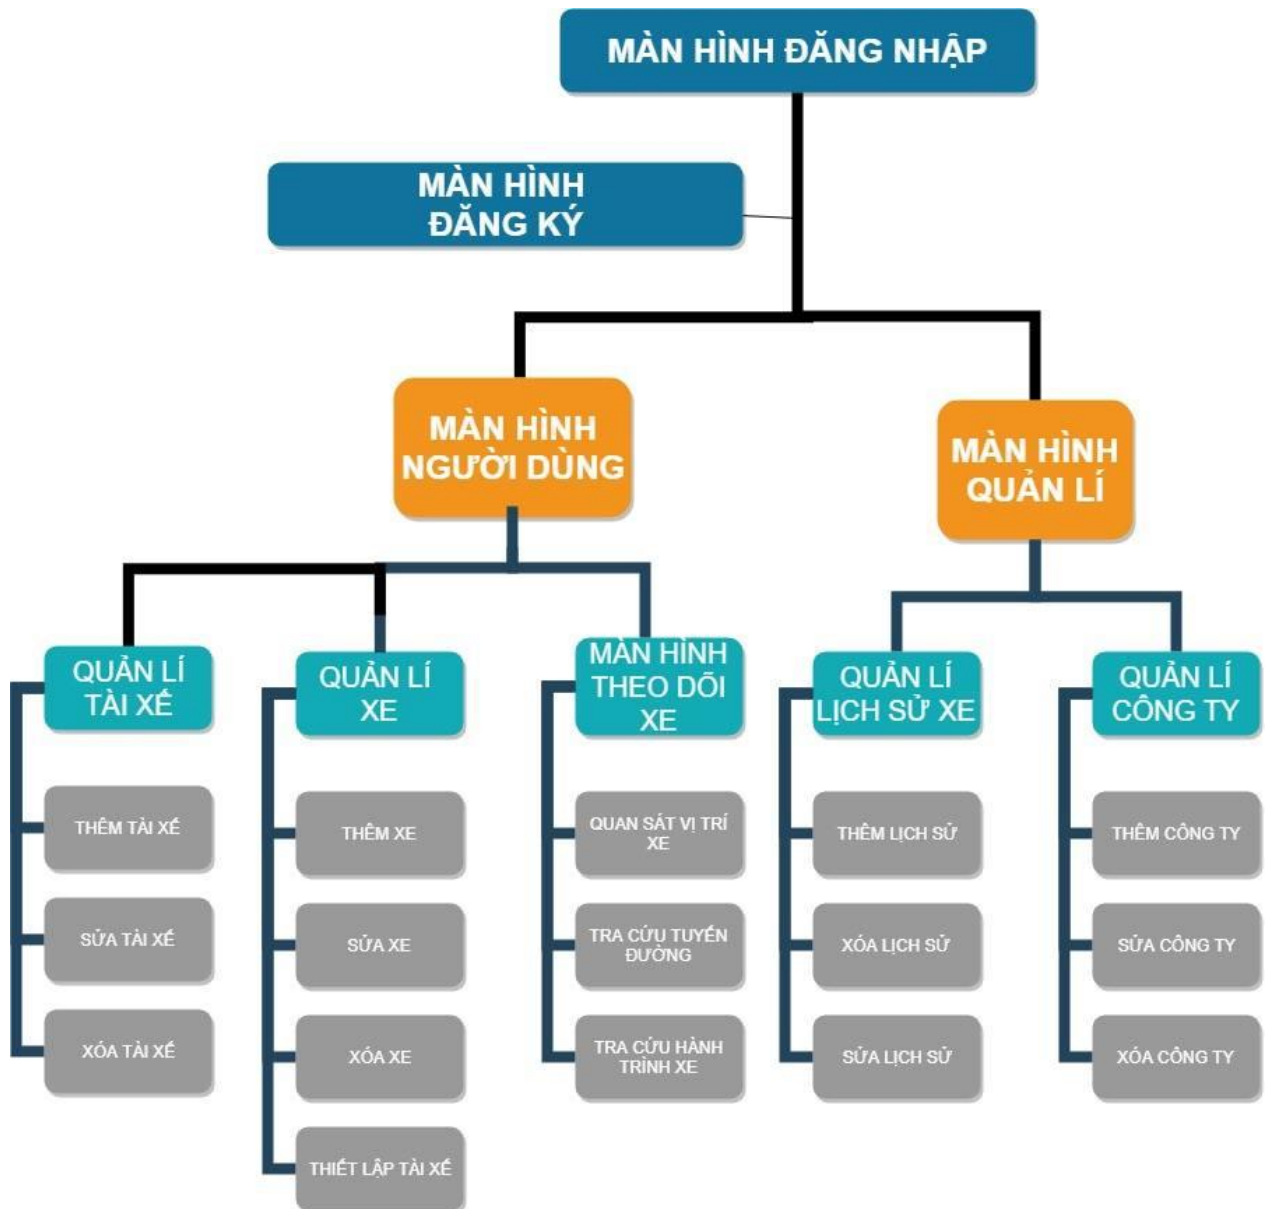 MÀN HÌNH ĐĂNG NHẬP
MÀN HÌNH
ĐĂNG KÝ
MÀN HÌNH
NGƯỜI DÙNG
MÀN HÌNH
QUẢN LÍ
QUẢN LÍ
TÀI XẾ
QUẢN LÍ
XE
MÀN HÌNH
THEO DÕI
XE
QUẢN LÍ
LỊCH SỬ XE
QUẢN LÍ
CÔNG TY
THÊM TÀI XẾ
SỬA TÀI XẾ
XÓA TÀI XẾ
THÊM XE
SỬA XE
XÓA XE
THIẾT LẬP TÀI XẾ
QUAN SÁT VỊ TRÍ
XE
TRA CỨU TUYẾN
ĐƯỜNG
TRA CỨU HÀNH
TRÌNH XE
THÊM LỊCH SỬ
XÓA LỊCH SỬ
SỬA LỊCH SỬ
THÊM CÔNG TY
SỬA CÔNG TY
XÓA CÔNG TY